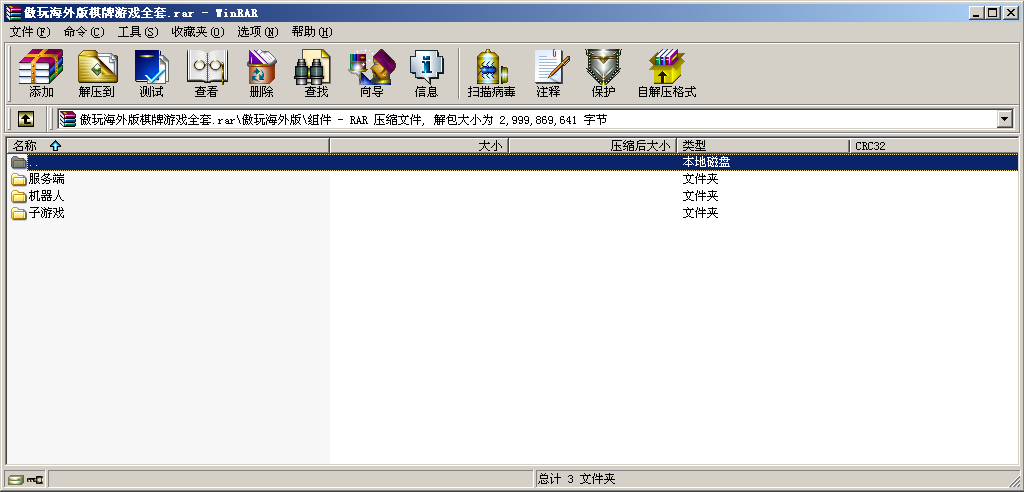 傲玩海外版棋牌游戏全套.rar - WinRAR
文件(F) 命令(C) 工具(S) 收藏夹(O) 选项(N) 帮助(H)
添加 解压到 测试 查看 删除 查找 向导 信息 扫描病毒 注释 保护 自解压格式
傲玩海外版棋牌游戏全套.rar\傲玩海外版\组件 - RAR 压缩文件, 解包大小为 2,999,869,641 字节
名称 大小 压缩后大小 类型 CRC32
.. 本地磁盘
服务端 文件夹
机器人 文件夹
子游戏 文件夹
总计 3 文件夹